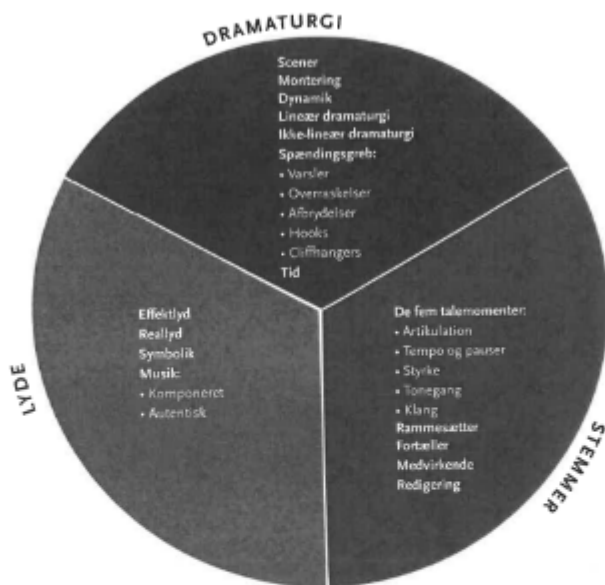 DRAMATURGI
Scener
Montering
Dynamik
Lineær dramaturgi
Ikke-lineær dramaturgi
Spændingsgreb:
• Varsler
• Overraskelser
• Afbrydelser
• Hooks
• Cliffhangers
Tid
LYDE
Effektlyd
Reallyd
Symbolik
Musik:
• Komponeret
• Autentisk
STEMMER
De fem talemomenter:
• Artikulation
• Tempo og pauser
• Styrke
• Tonegang
• Klang
Rammesætter
Fortæller
Medvirkende
Redigering